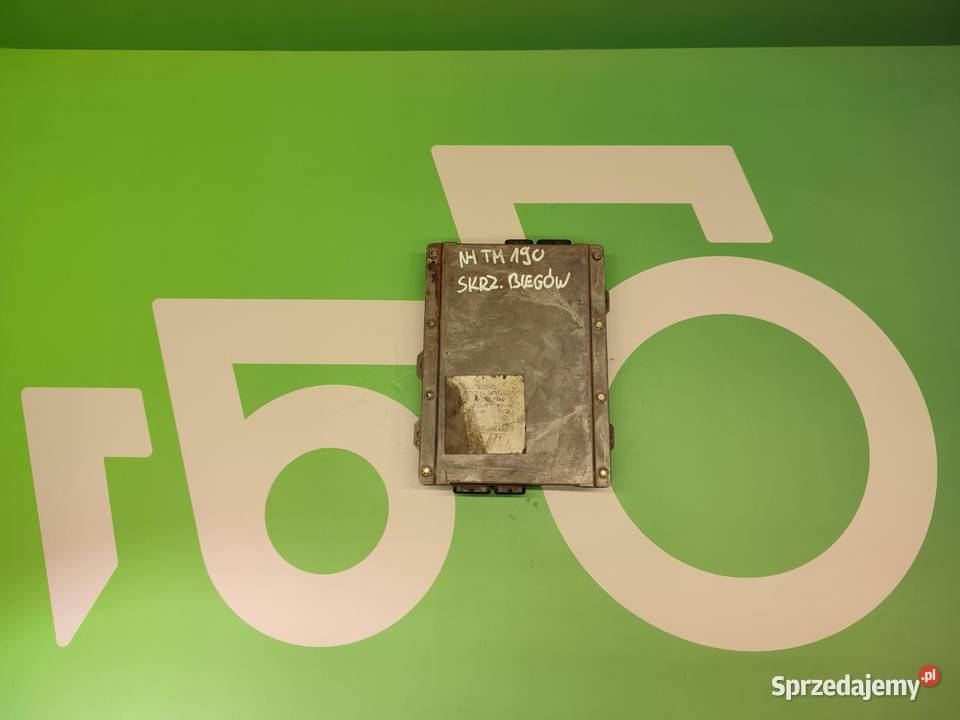 NH TM 190
SKRZ. BIEGÓW
Sprzedajemy.pl